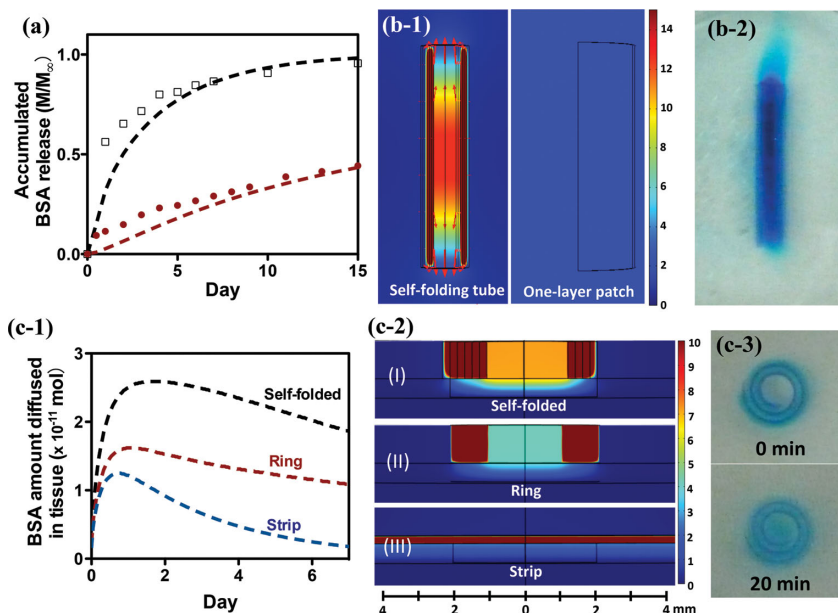 (a)
1.0
0.5
0.0
0
5
10
15
Accumulated
BSA release (M/M∞)
Day
(b-1)
Self-folding tube
One-layer patch
14
12
10
8
6
4
2
0
(b-2)
(c-1)
3
2
1
0
0
2
4
6
BSA amount diffused
in tissue (x 10-11 mol)
Day
Self-folded
Ring
Strip
(c-2)
(I)
Self-folded
(II)
Ring
(III)
Strip
4 2 0 2 4 mm
10
9
8
7
6
5
4
3
2
1
0
(c-3)
0 min
20 min